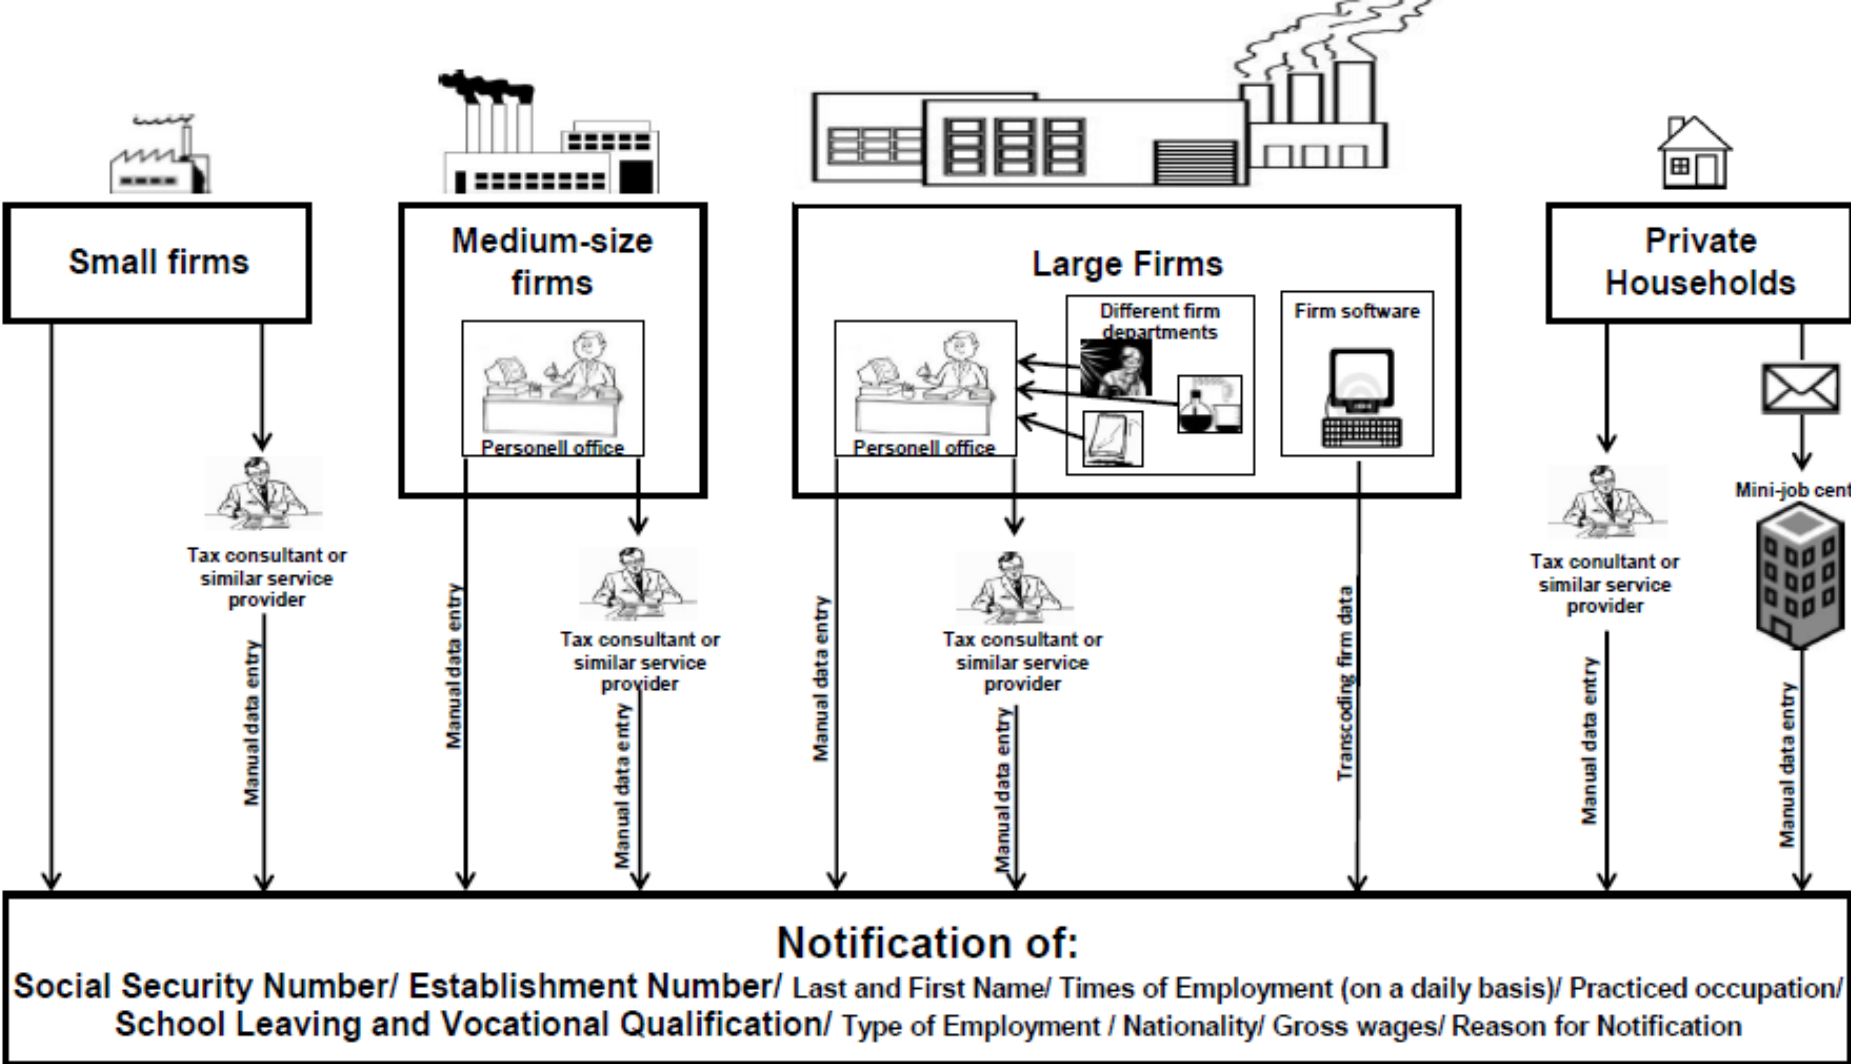 Small firms
Medium-size
firms
Large Firms
Private
Households
Different firm
departments
Firm software
Personell office
Personell office
Mini-job cent
Tax consultant or
similar service
provider
Tax consultant or
similar service
provider
Tax consultant or
similar service
provider
Tax consultant or
similar service
provider
Manual data entry
Manual data entry
Manual data entry
Manual data entry
Manual data entry
Transcoding firm data
Manual data entry
Manual data entry
Notification of:
Social Security Number/ Establishment Number/ Last and First Name/ Times of Employment (on a daily basis)/ Practiced occupation/
School Leaving and Vocational Qualification/ Type of Employment / Nationality/ Gross wages/ Reason for Notification